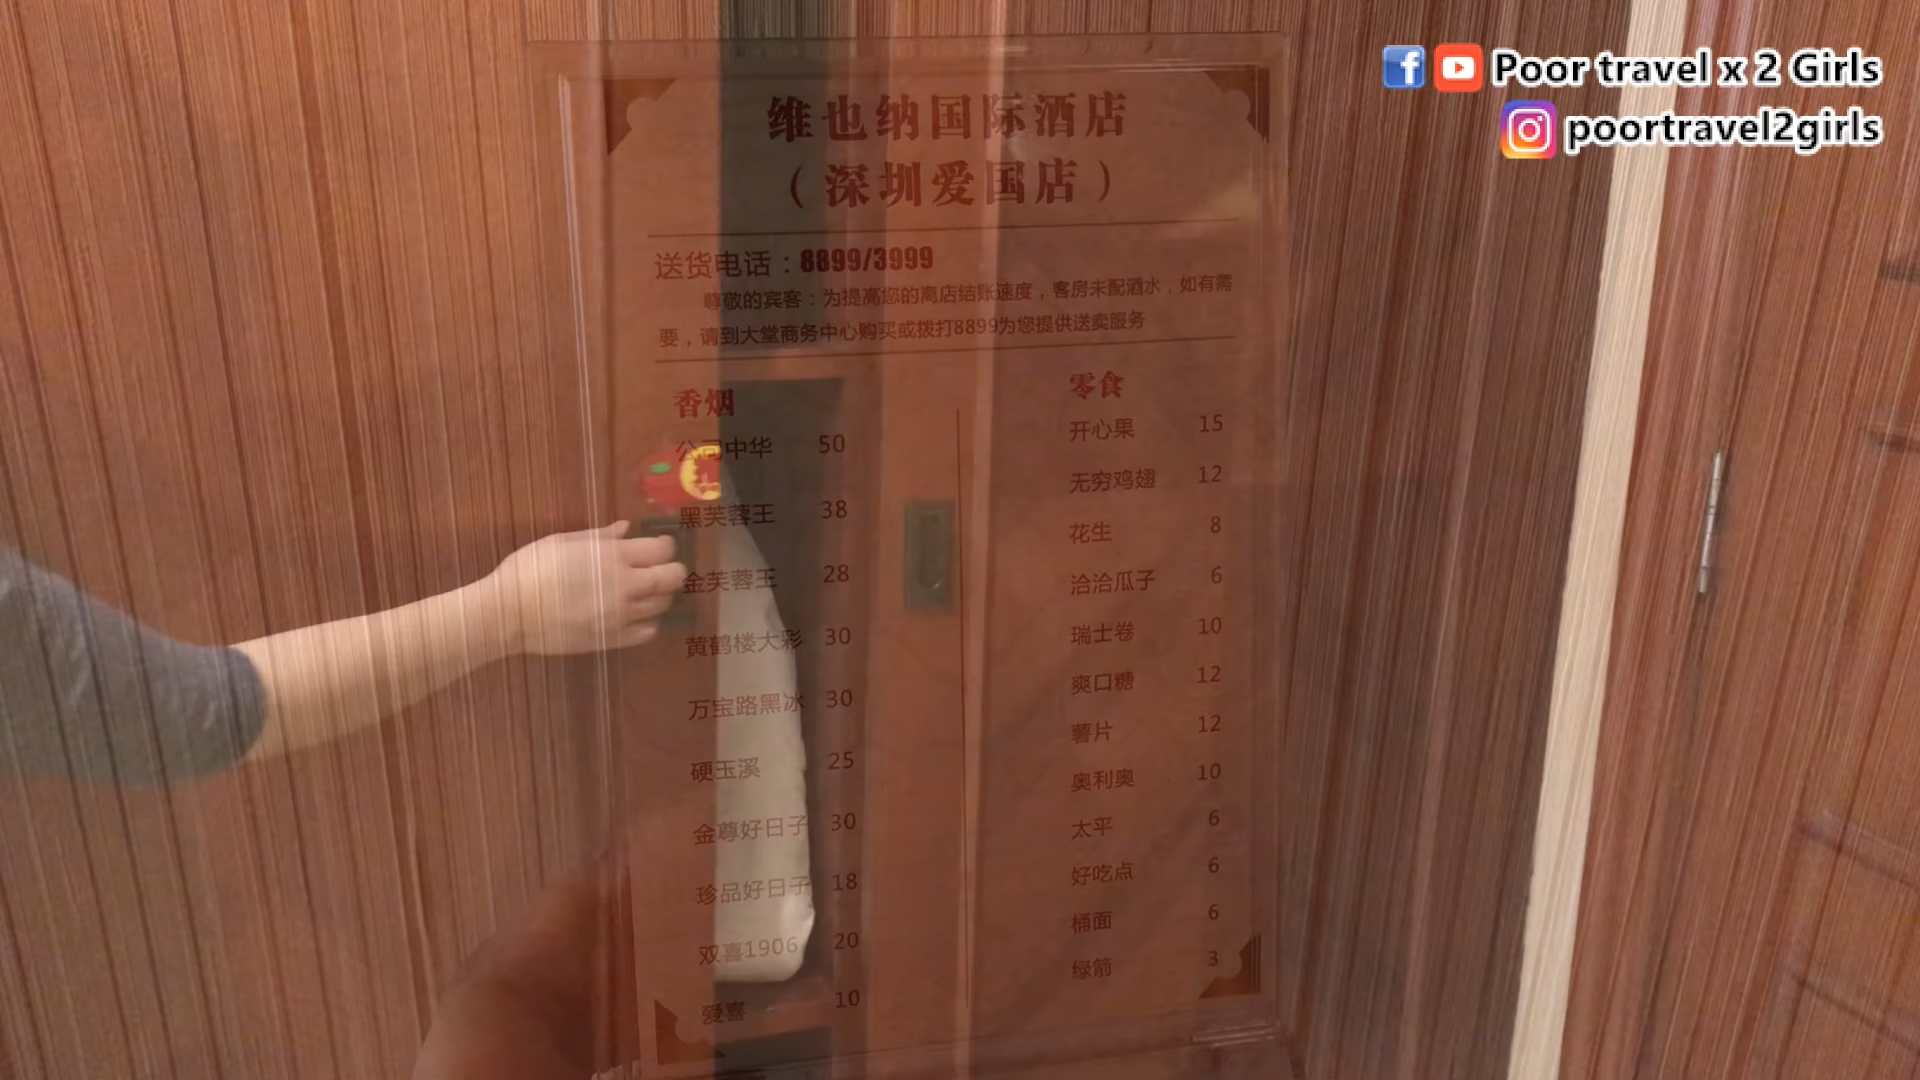 Poor travel x 2 Girls
poortravel2girls
维也纳国际酒店
（深圳爱国店）
送货电话：8899/3999
尊敬的宾客：为提高您的离店结账速度，客房未配酒水，如有需
要，请到大堂商务中心购买或拨打8899为您提供送卖服务
香烟
公司中华 50
黑芙蓉王 38
金芙蓉王 28
黄鹤楼大彩 30
万宝路黑冰 30
硬玉溪 25
金尊好日子 30
珍品好日子 18
双喜1906 20
爱喜 10
零食
开心果 15
无穷鸡翅 12
花生 8
洽洽瓜子 6
瑞士卷 10
爽口糖 12
薯片 12
奥利奥 10
太平 6
好吃点 6
桶面 6
绿箭 3